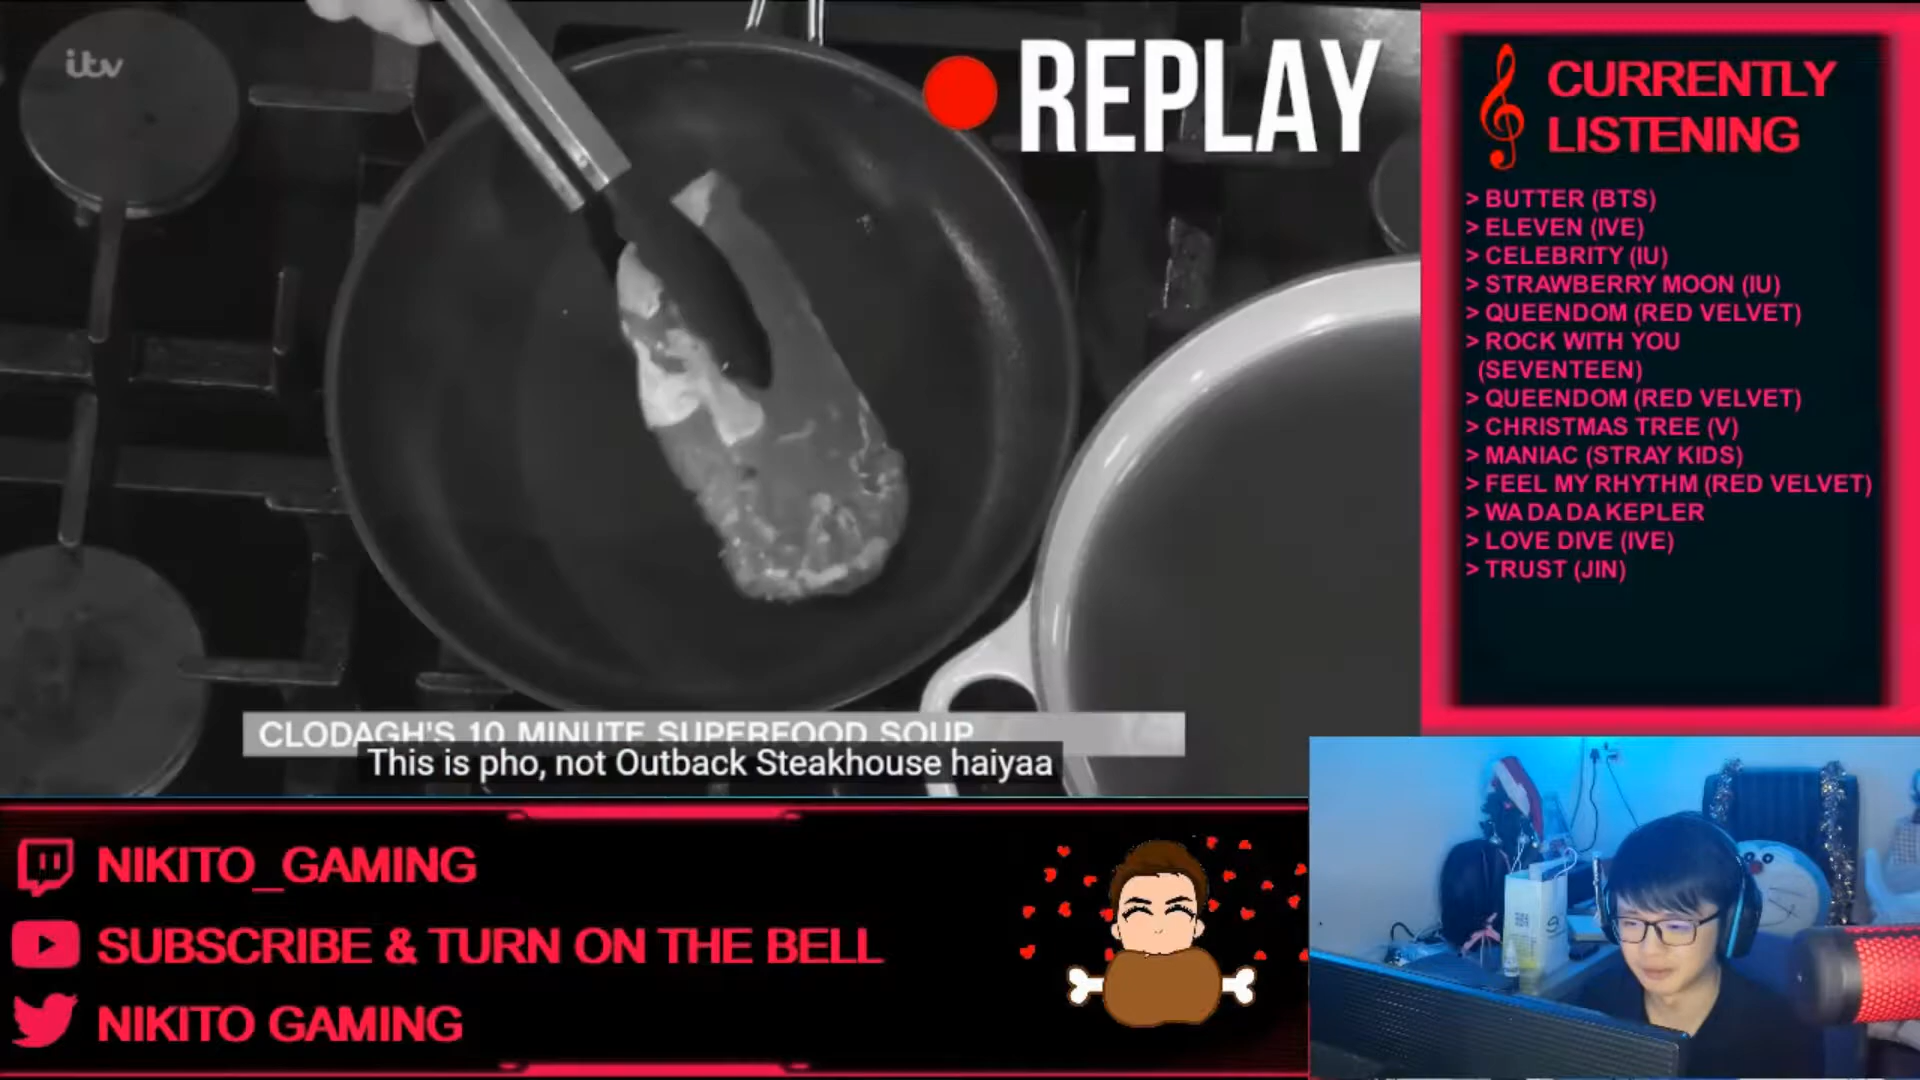 itv
REPLAY
CLODAGH'S 10 MINUTE SUPERFOOD SOUP
This is pho, not Outback Steakhouse haiyaa
CURRENTLY
LISTENING
> BUTTER (BTS)
> ELEVEN (IVE)
> CELEBRITY (IU)
> STRAWBERRY MOON (IU)
> QUEENDOM (RED VELVET)
> ROCK WITH YOU
(SEVENTEEN)
> QUEENDOM (RED VELVET)
> CHRISTMAS TREE (V)
> MANIAC (STRAY KIDS)
> FEEL MY RHYTHM (RED VELVET)
> WA DA DA KEPLER
> LOVE DIVE (IVE)
> TRUST (JIN)
NIKITO_GAMING
SUBSCRIBE & TURN ON THE BELL
NIKITO GAMING